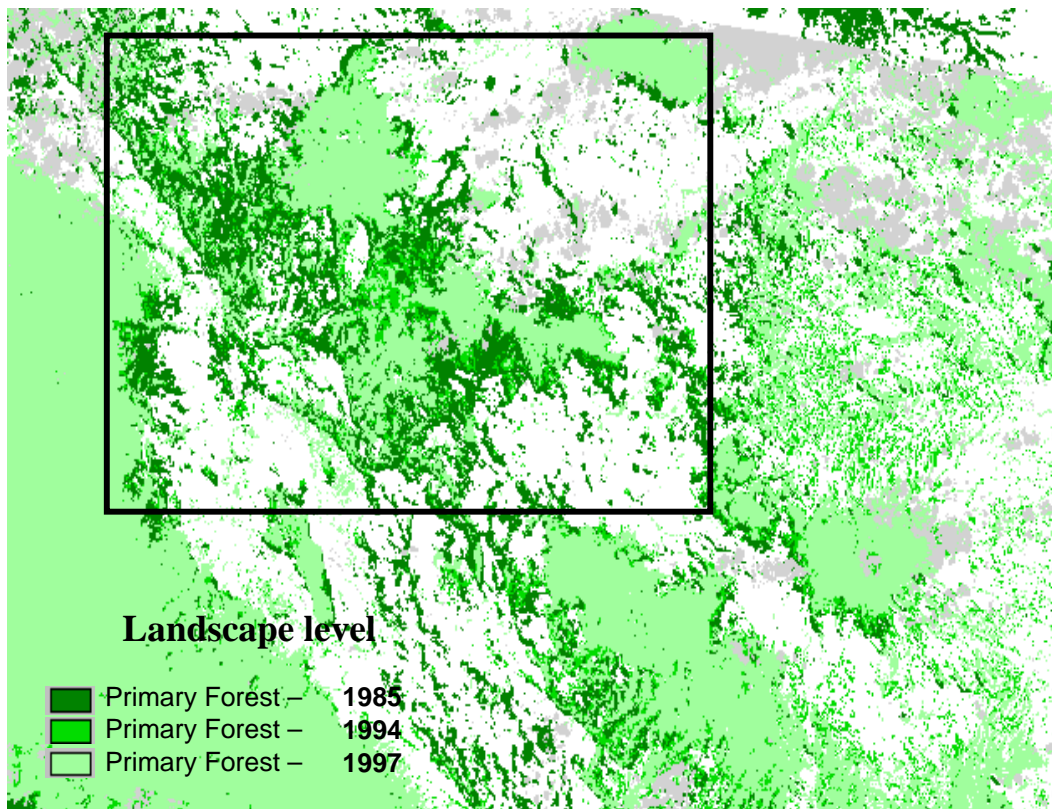 Landscape level
Primary Forest – 1985
Primary Forest – 1994
Primary Forest – 1997